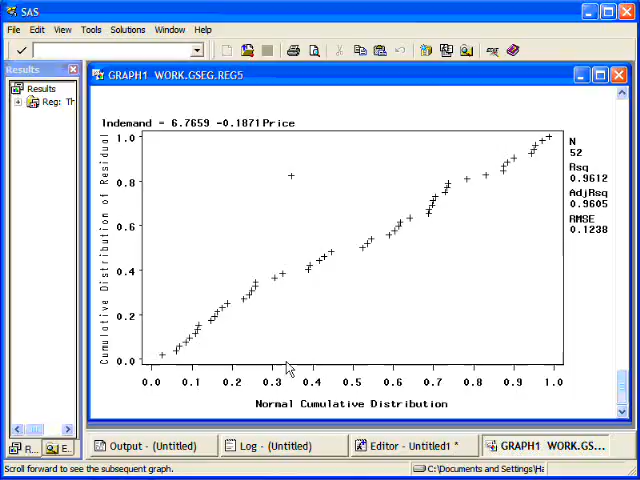 SAS
File Edit View Tools Solutions Window Help
Results
Results
Reg: Th
GRAPH1 WORK.GSEG.REG5
lndemand = 6.7659 -0.1871Price
Cumulative Distribution of Residual
1.0
0.8
0.6
0.4
0.2
0.0
N
52
Rsq
0.9612
AdjRsq
0.9605
RMSE
0.1238
0.0 0.1 0.2 0.3 0.4 0.5 0.6 0.7 0.8 0.9 1.0
Normal Cumulative Distribution
R... E...
Output - (Untitled) Log - (Untitled) Editor - Untitled1 * GRAPH1 WORK.GS...
Scroll forward to see the subsequent graph.
C:\Documents and Settings\Ha